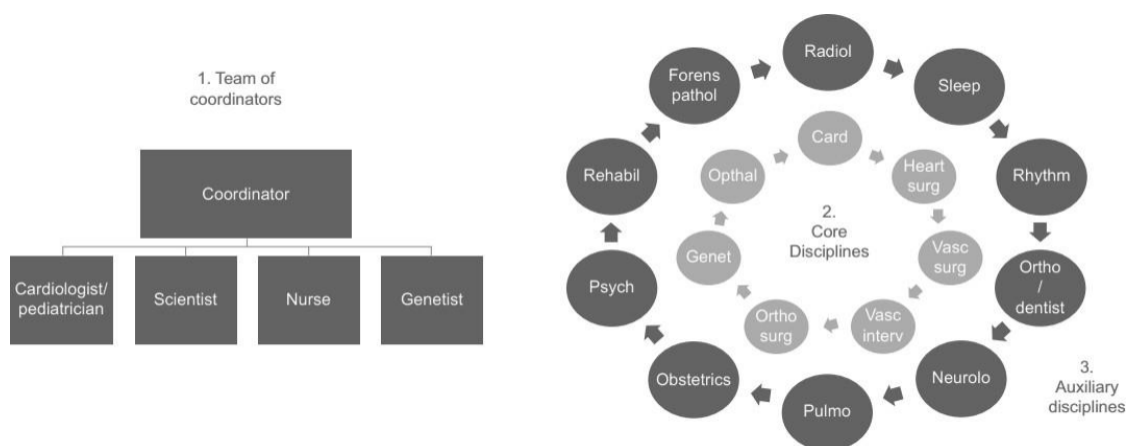 1. Team of
coordinators
Coordinator
Cardiologist/
pediatrician
Scientist
Nurse
Genetist
Radiol
Sleep
Rhythm
Ortho
/
dentist
Neurolo
Pulmo
Obstetrics
Psych
Rehabil
Forens
pathol
Card
Heart
surg
Vasc
surg
Vasc
interv
Ortho
surg
Genet
Opthal
2.
Core
Disciplines
3.
Auxiliary
disciplines